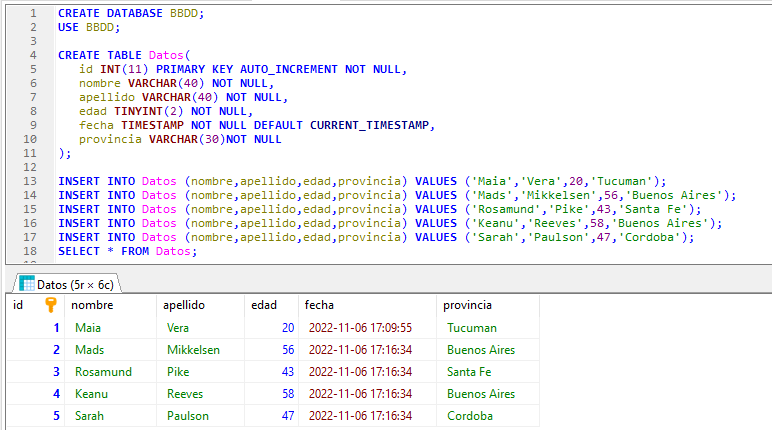 1 CREATE DATABASE BBDD;
2 USE BBDD;
3
4 CREATE TABLE Datos(
5 id INT(11) PRIMARY KEY AUTO_INCREMENT NOT NULL,
6 nombre VARCHAR(40) NOT NULL,
7 apellido VARCHAR(40) NOT NULL,
8 edad TINYINT(2) NOT NULL,
9 fecha TIMESTAMP NOT NULL DEFAULT CURRENT_TIMESTAMP,
10 provincia VARCHAR(30)NOT NULL
11 );
12
13 INSERT INTO Datos (nombre,apellido,edad,provincia) VALUES ('Maia','Vera',20,'Tucuman');
14 INSERT INTO Datos (nombre,apellido,edad,provincia) VALUES ('Mads','Mikkelsen',56,'Buenos Aires');
15 INSERT INTO Datos (nombre,apellido,edad,provincia) VALUES ('Rosamund','Pike',43,'Santa Fe');
16 INSERT INTO Datos (nombre,apellido,edad,provincia) VALUES ('Keanu','Reeves',58,'Buenos Aires');
17 INSERT INTO Datos (nombre,apellido,edad,provincia) VALUES ('Sarah','Paulson',47,'Cordoba');
18 SELECT * FROM Datos;
Datos (5r × 6c)
id nombre apellido edad fecha provincia
1 Maia Vera 20 2022-11-06 17:09:55 Tucuman
2 Mads Mikkelsen 56 2022-11-06 17:16:34 Buenos Aires
3 Rosamund Pike 43 2022-11-06 17:16:34 Santa Fe
4 Keanu Reeves 58 2022-11-06 17:16:34 Buenos Aires
5 Sarah Paulson 47 2022-11-06 17:16:34 Cordoba